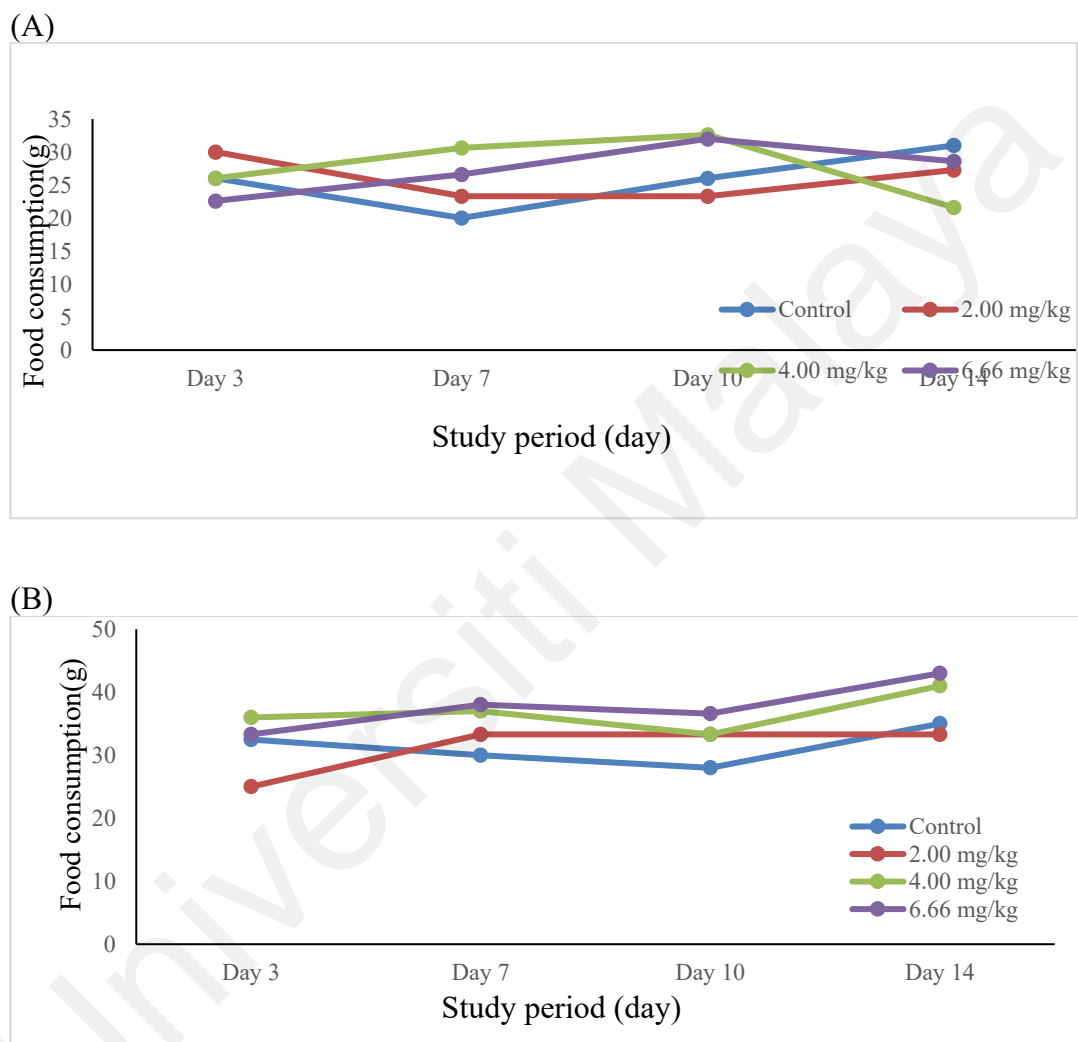 (A)
35
30
25
20
15
10
5
0
Food consumption(g)
Control
2.00 mg/kg
4.00 mg/kg
6.66 mg/kg
Day 3
Day 7
Day 10
Day 14
Study period (day)
(B)
50
40
30
20
10
0
Food consumption(g)
Control
2.00 mg/kg
4.00 mg/kg
6.66 mg/kg
Day 3
Day 7
Day 10
Day 14
Study period (day)
Universiti Malaya